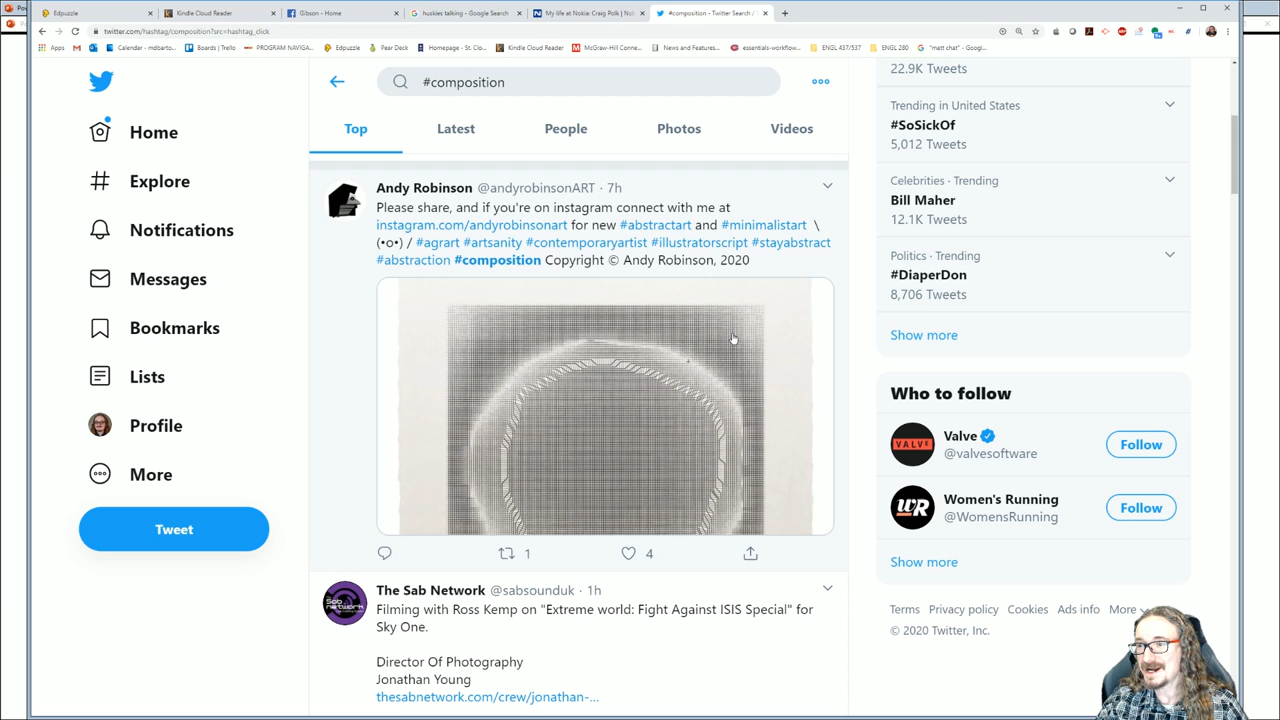 Pow
Edpuzzle
Kindle Cloud Reader
Gibson - Home
huskies talking - Google Search
My life at Nokia: Craig Polk | No
#composition - Twitter Search /
twitter.com/hashtag/composition?src=hashtag_click
Apps
Calendar - mdbarto...
Boards | Trello
PROGRAM NAVIGA...
Edpuzzle
Pear Deck
Homepage - St. Clo...
Kindle Cloud Reader
McGraw-Hill Conne...
News and Features...
essentials-workflow...
ENGL 437/537
ENGL 280
"matt chat" - Googl...
Home
Explore
Notifications
Messages
Bookmarks
Lists
Profile
More
Tweet
#composition
Top
Latest
People
Photos
Videos
Andy Robinson @andyrobinsonART · 7h
Please share, and if you're on instagram connect with me at
instagram.com/andyrobinsonart for new #abstractart and #minimalistart \
(•o•) / #agrart #artsanity #contemporaryartist #illustratorscript #stayabstract
#abstraction #composition Copyright © Andy Robinson, 2020
1
4
The Sab Network @sabsounduk · 1h
Filming with Ross Kemp on "Extreme world: Fight Against ISIS Special" for
Sky One.
Director Of Photography
Jonathan Young
thesabnetwork.com/crew/jonathan-...
22.9K Tweets
Trending in United States
#SoSickOf
5,012 Tweets
Celebrities · Trending
Bill Maher
12.1K Tweets
Politics · Trending
#DiaperDon
8,706 Tweets
Show more
Who to follow
VALVE
Valve
@valvesoftware
Follow
WR
Women's Running
@WomensRunning
Follow
Show more
Terms Privacy policy Cookies Ads info More
© 2020 Twitter, Inc.